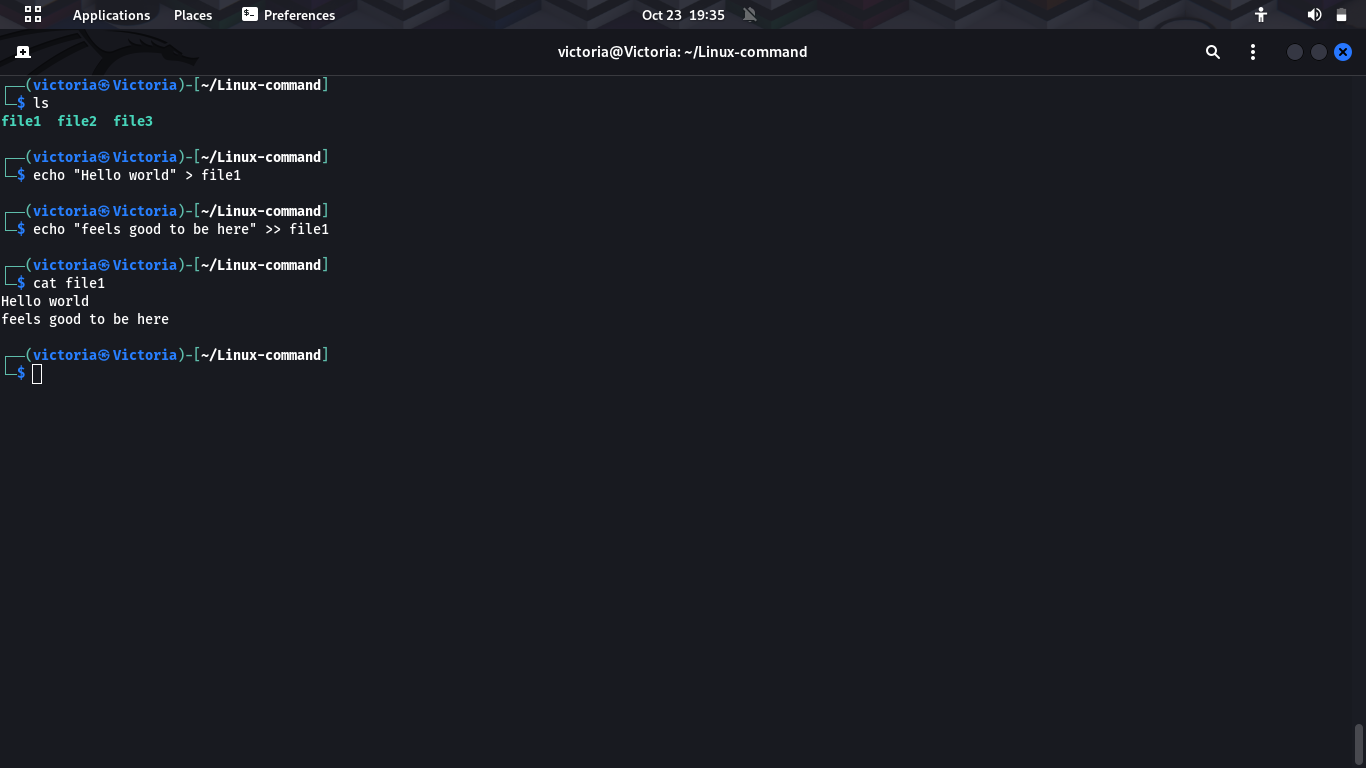 Applications Places Preferences Oct 23 19:35
victoria@Victoria: ~/Linux-command
┌──(victoria㉿Victoria)-[~/Linux-command]
└─$ ls
file1 file2 file3
┌──(victoria㉿Victoria)-[~/Linux-command]
└─$ echo "Hello world" > file1
┌──(victoria㉿Victoria)-[~/Linux-command]
└─$ echo "feels good to be here" >> file1
┌──(victoria㉿Victoria)-[~/Linux-command]
└─$ cat file1
Hello world
feels good to be here
┌──(victoria㉿Victoria)-[~/Linux-command]
└─$